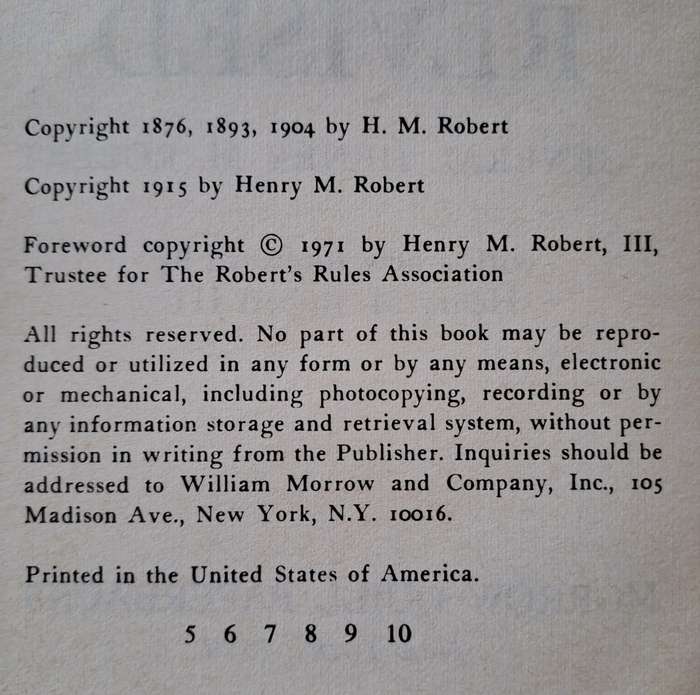 Copyright 1876, 1893, 1904 by H. M. Robert
Copyright 1915 by Henry M. Robert
Foreword copyright © 1971 by Henry M. Robert, III,
Trustee for The Robert's Rules Association
All rights reserved. No part of this book may be repro-
duced or utilized in any form or by any means, electronic
or mechanical, including photocopying, recording or by
any information storage and retrieval system, without per-
mission in writing from the Publisher. Inquiries should be
addressed to William Morrow and Company, Inc., 105
Madison Ave., New York, N.Y. 10016.
Printed in the United States of America.
5 6 7 8 9 10